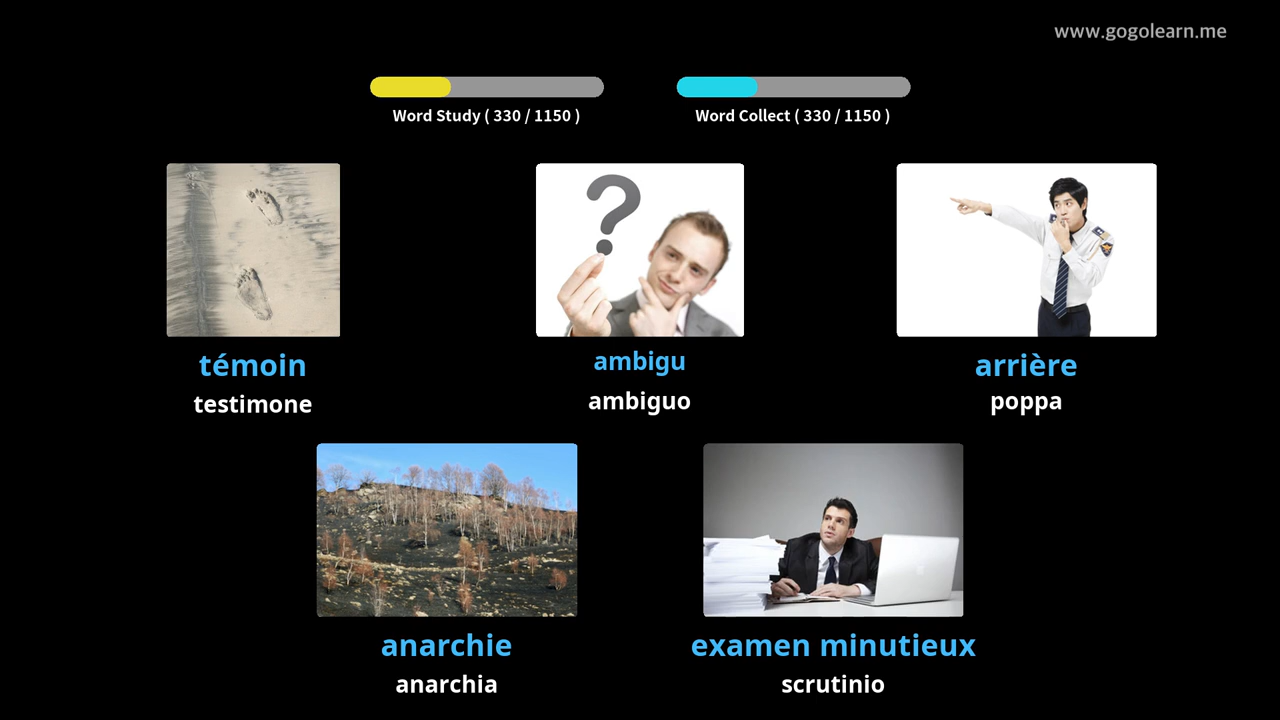 www.gogolearn.me
Word Study ( 330 / 1150 )
Word Collect ( 330 / 1150 )
témoin
testimone
ambigu
ambiguo
arrière
poppa
anarchie
anarchia
examen minutieux
scrutinio